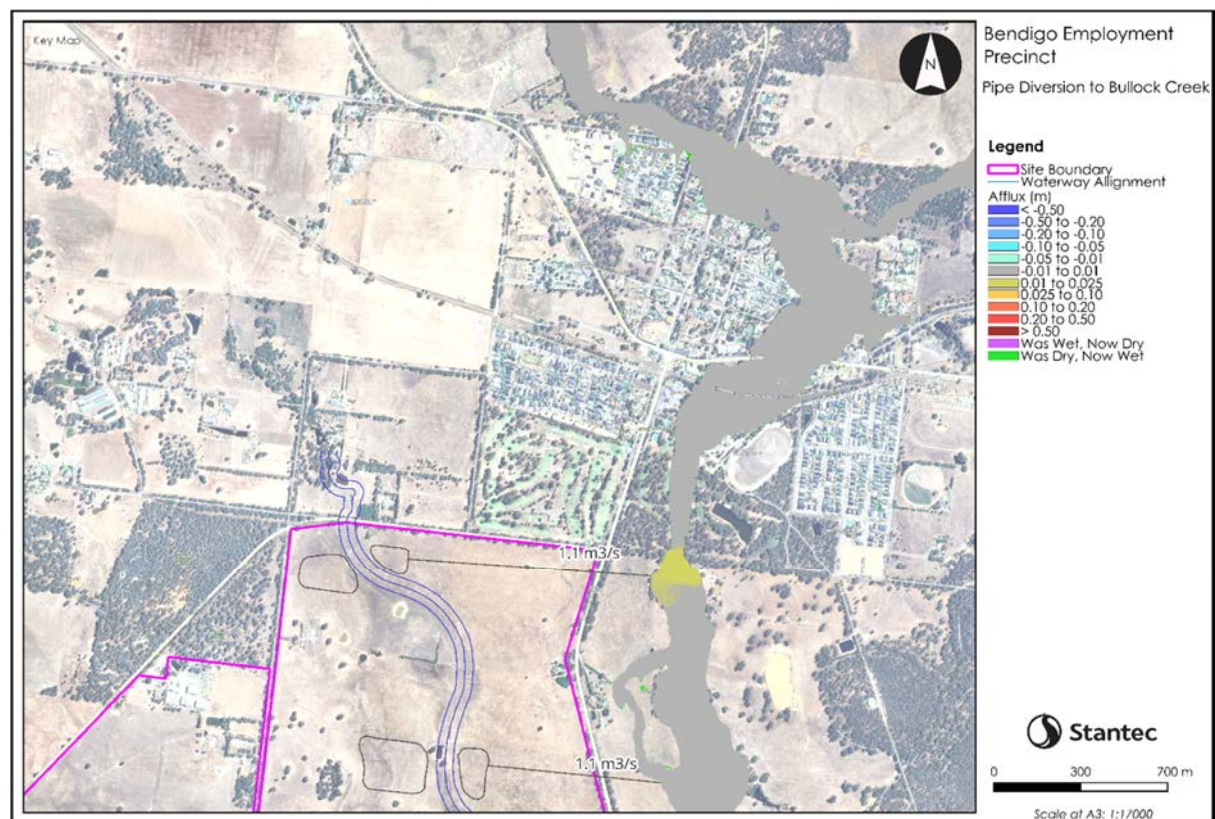 Key Map
N
1.1 m3/s
1.1 m3/s
Bendigo Employment
Precinct
Pipe Diversion to Bullock Creek
Legend
Site Boundary
Waterway Allignment
Afflux (m)
< -0.50
-0.50 to -0.20
-0.20 to -0.10
-0.10 to -0.05
-0.05 to -0.01
-0.01 to 0.01
0.01 to 0.025
0.025 to 0.10
0.10 to 0.20
0.20 to 0.50
> 0.50
Was Wet, Now Dry
Was Dry, Now Wet
Stantec
0 300 700 m
Scale at A3: 1:17000